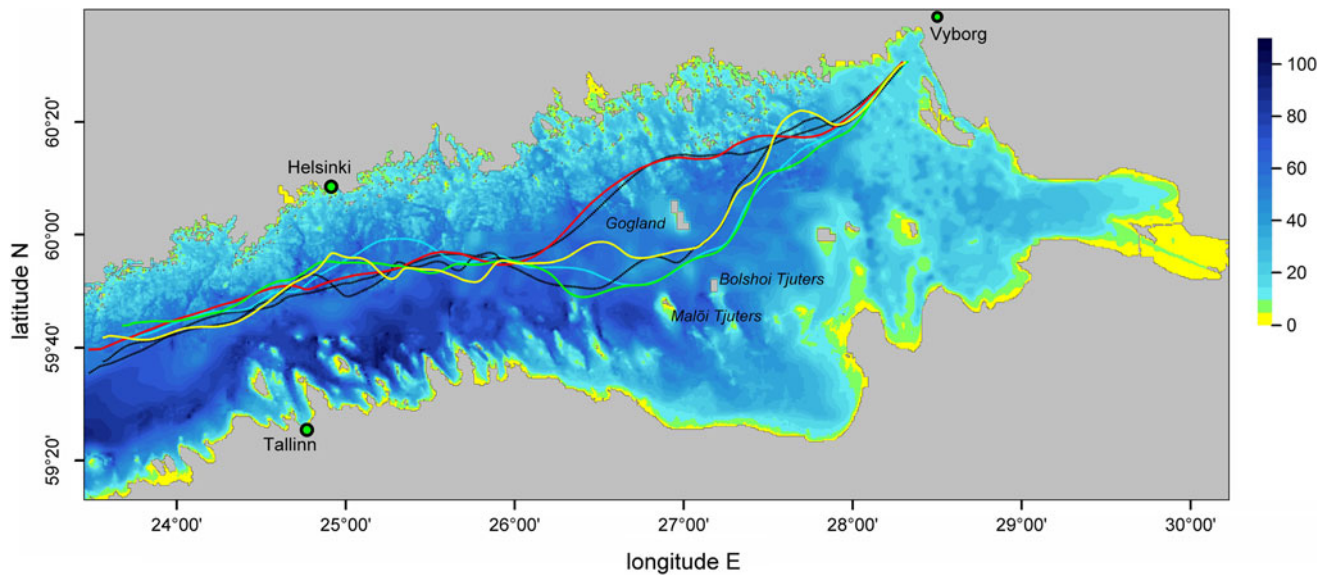 Vyborg
Helsinki
Gogland
Bolshoi Tjuters
Malõi Tjuters
Tallinn
latitude N
60°20'
60°00'
59°40'
59°20'
24°00'
25°00'
26°00'
27°00'
28°00'
29°00'
30°00'
longitude E
100
80
60
40
20
0